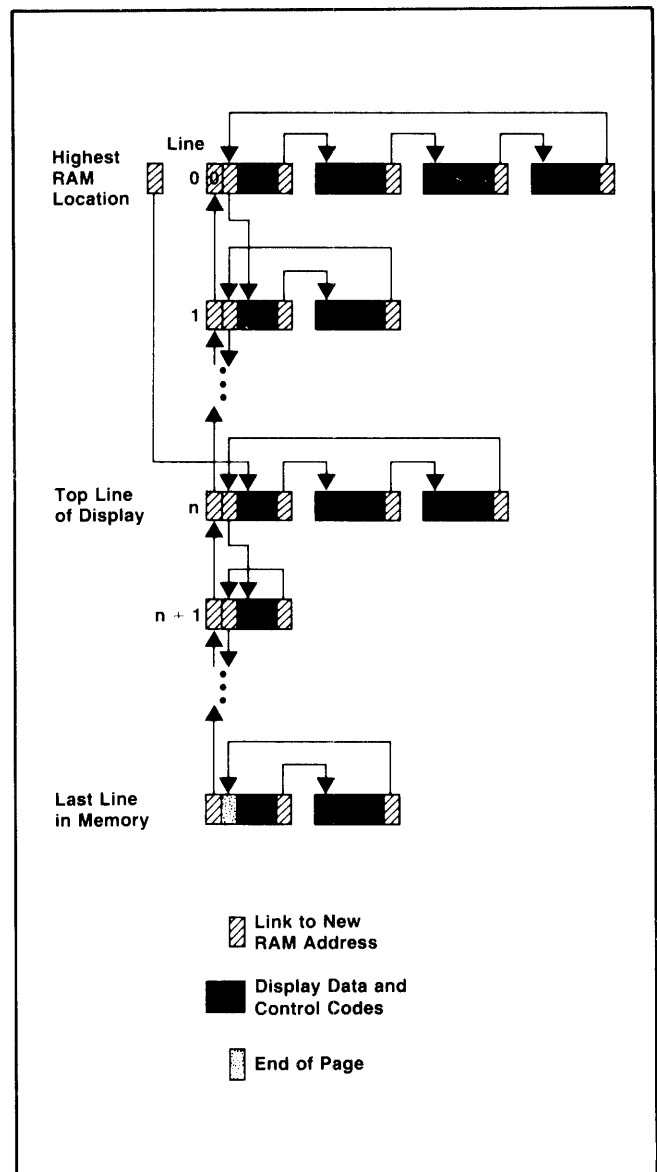 Line
Highest
RAM
Location
0 0
1
Top Line
of Display
n
n + 1
Last Line
in Memory
Link to New
RAM Address
Display Data and
Control Codes
End of Page